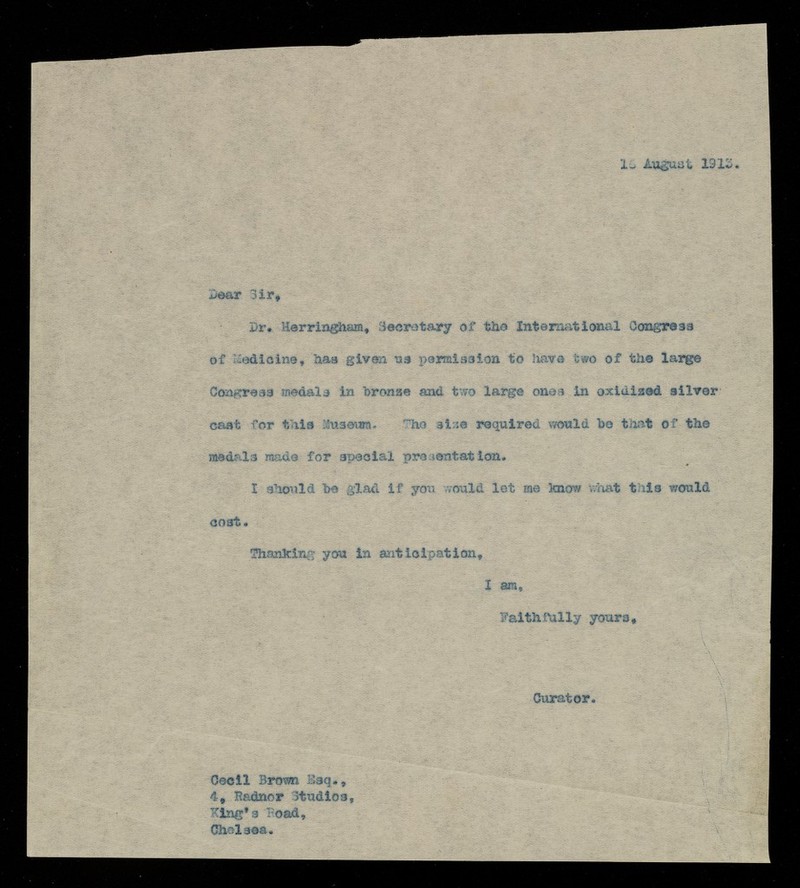 August 1913.
Dear Sir,
Dr. Herringham, Secretary of the International Congress
of Medicine, has given us permission to have two of the large
Congress medals in bronze and two large ones in oxidized silver
cast for this Museum. The size required would be that of the
medals made for special presentation.
I should be glad if you would let me know what this would
cost.
Thanking you in anticipation,
I am,
Faithfully yours,
Curator.
Cecil Brown Esq.,
4, Radnor Studios,
King's Road,
Chelsea.